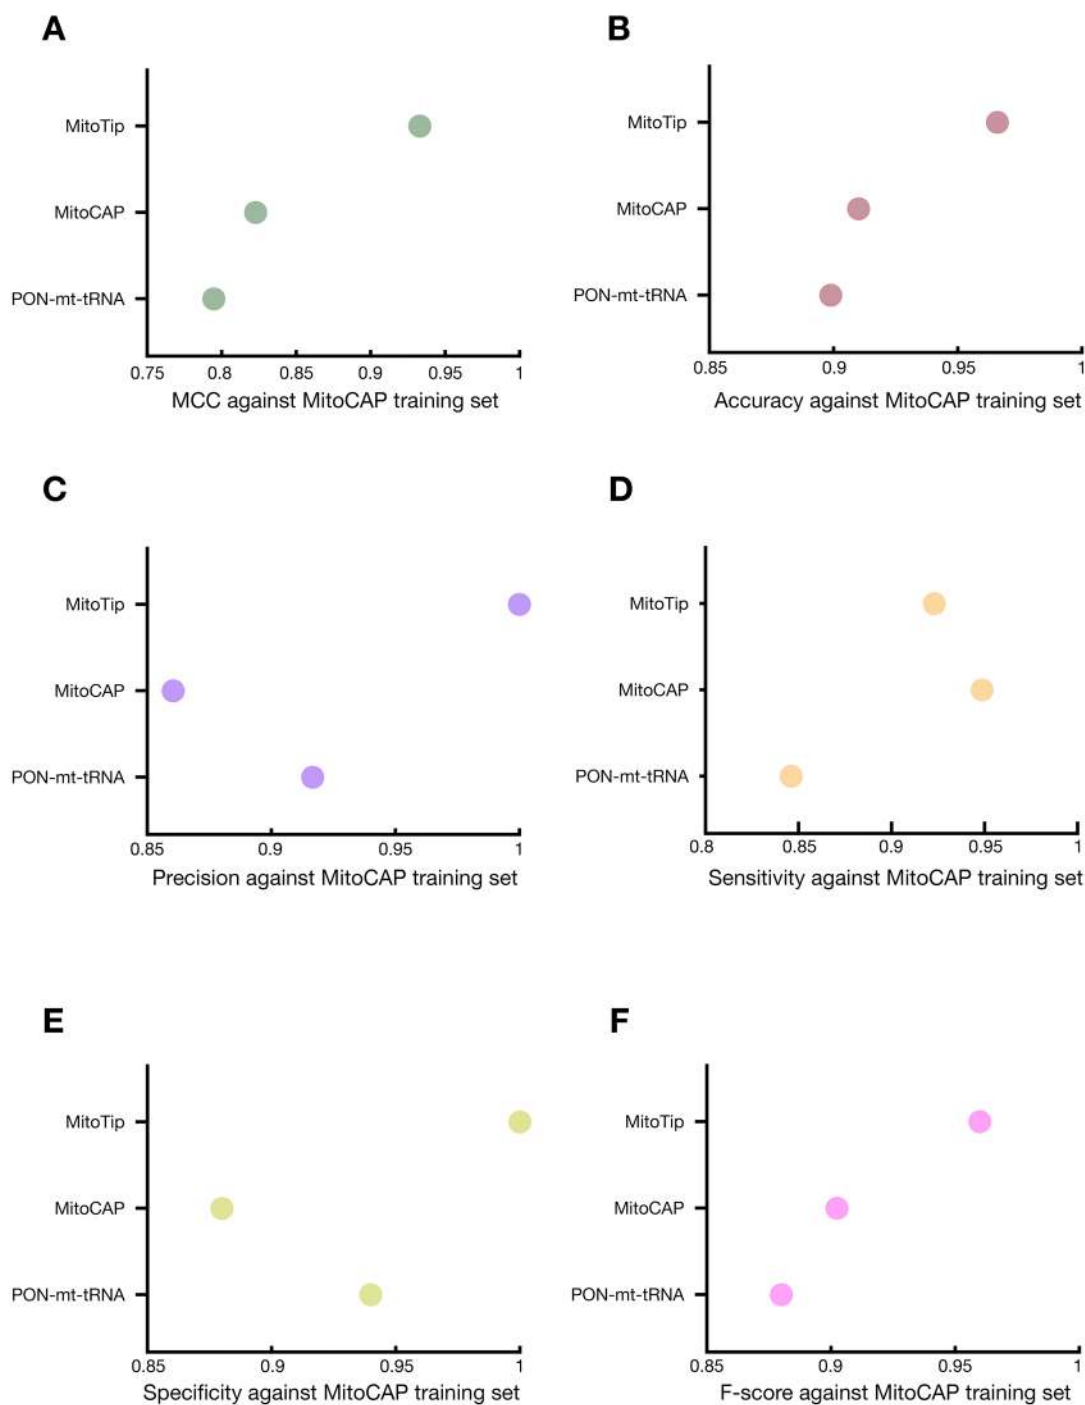 A
MitoTip
MitoCAP
PON-mt-tRNA
0.75 0.8 0.85 0.9 0.95 1
MCC against MitoCAP training set
B
MitoTip
MitoCAP
PON-mt-tRNA
0.85 0.9 0.95 1
Accuracy against MitoCAP training set
C
MitoTip
MitoCAP
PON-mt-tRNA
0.85 0.9 0.95 1
Precision against MitoCAP training set
D
MitoTip
MitoCAP
PON-mt-tRNA
0.8 0.85 0.9 0.95 1
Sensitivity against MitoCAP training set
E
MitoTip
MitoCAP
PON-mt-tRNA
0.85 0.9 0.95 1
Specificity against MitoCAP training set
F
MitoTip
MitoCAP
PON-mt-tRNA
0.85 0.9 0.95 1
F-score against MitoCAP training set